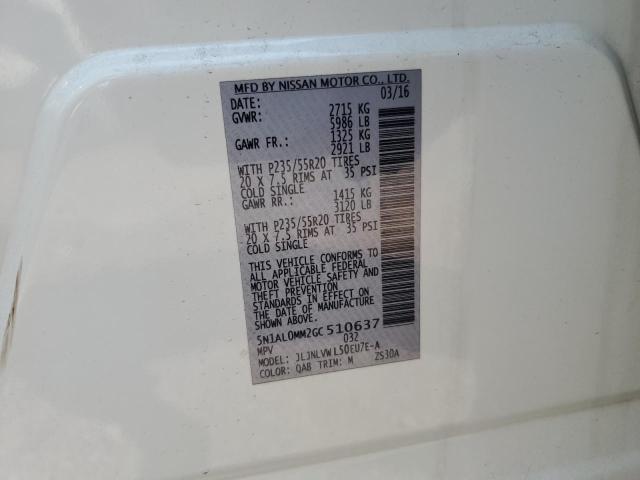 MFD BY NISSAN MOTOR CO., LTD.
DATE: 03/16
GVWR: 2715 KG
5986 LB
GAWR FR.: 1325 KG
2921 LB
WITH P235/55R20 TIRES
20 X 7.5 RIMS AT 35 PSI
COLD SINGLE
GAWR RR.: 1415 KG
3120 LB
WITH P235/55R20 TIRES
20 X 7.5 RIMS AT 35 PSI
COLD SINGLE
THIS VEHICLE CONFORMS TO
ALL APPLICABLE FEDERAL
MOTOR VEHICLE SAFETY AND
THEFT PREVENTION
STANDARDS IN EFFECT ON
THE DATE OF MANUFACTURE
SHOWN ABOVE.
5N1AL0MM2GC510637
MPV 032
MODEL: JLJNLVWL50EU7E-A
COLOR: QAB TRIM: M ZS30A